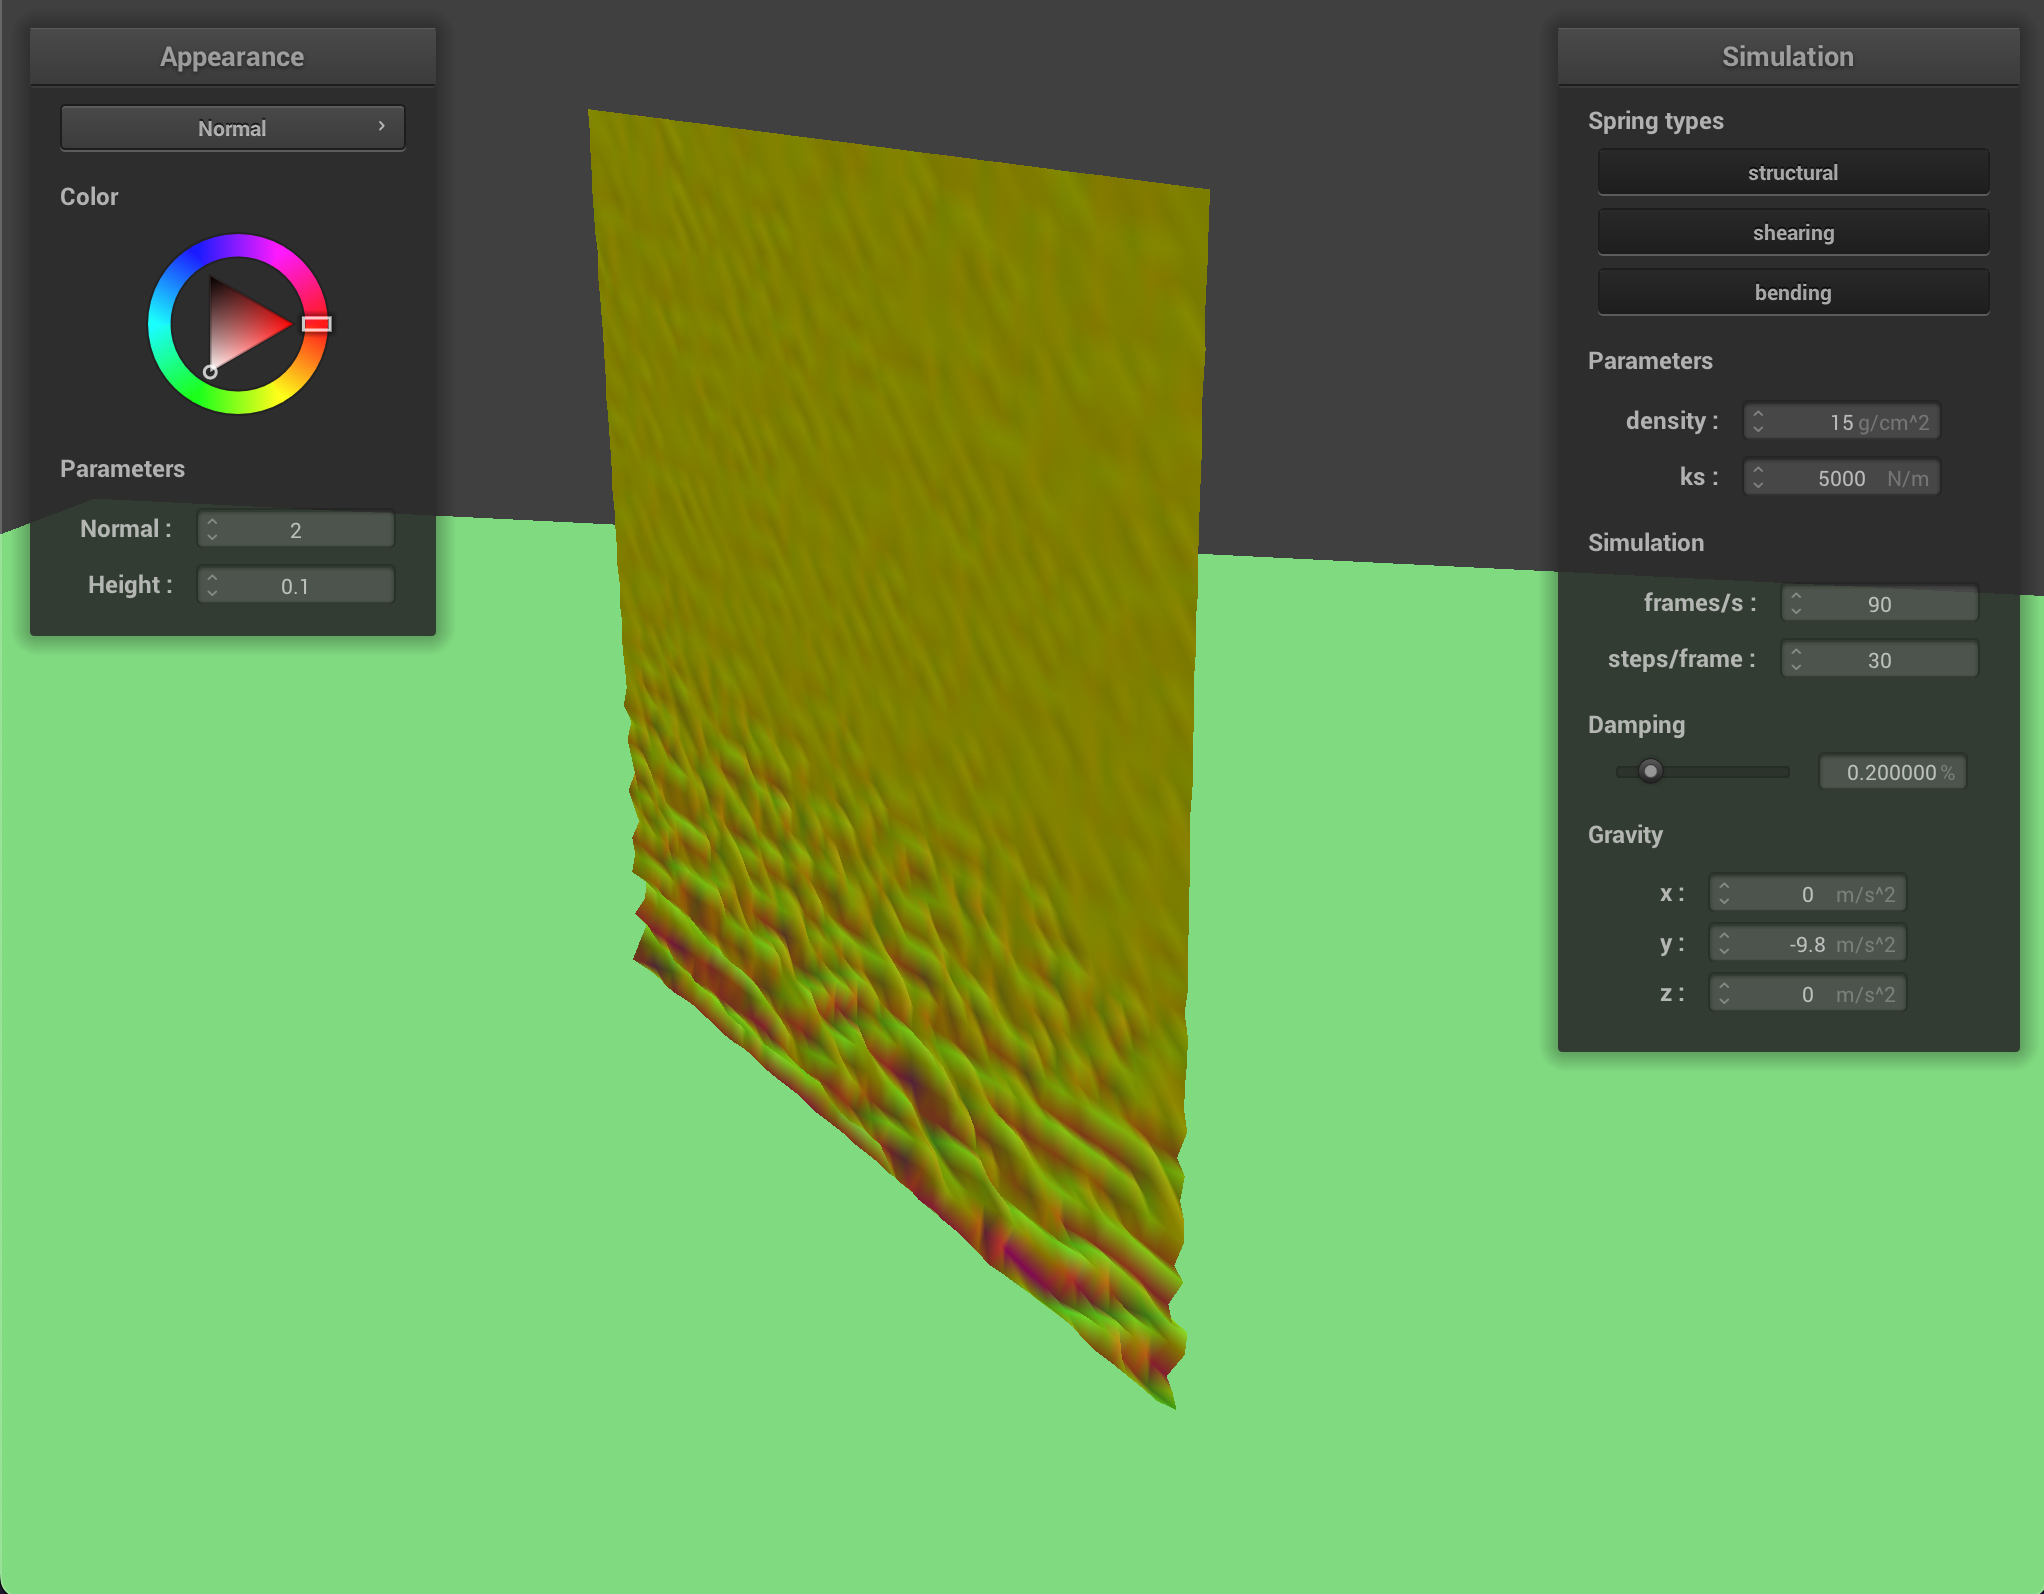 Appearance
Normal
Color
Parameters
Normal : 2
Height : 0.1
Simulation
Spring types
structural
shearing
bending
Parameters
density : 15 g/cm^2
ks : 5000 N/m
Simulation
frames/s : 90
steps/frame : 30
Damping
0.200000 %
Gravity
x : 0 m/s^2
y : -9.8 m/s^2
z : 0 m/s^2